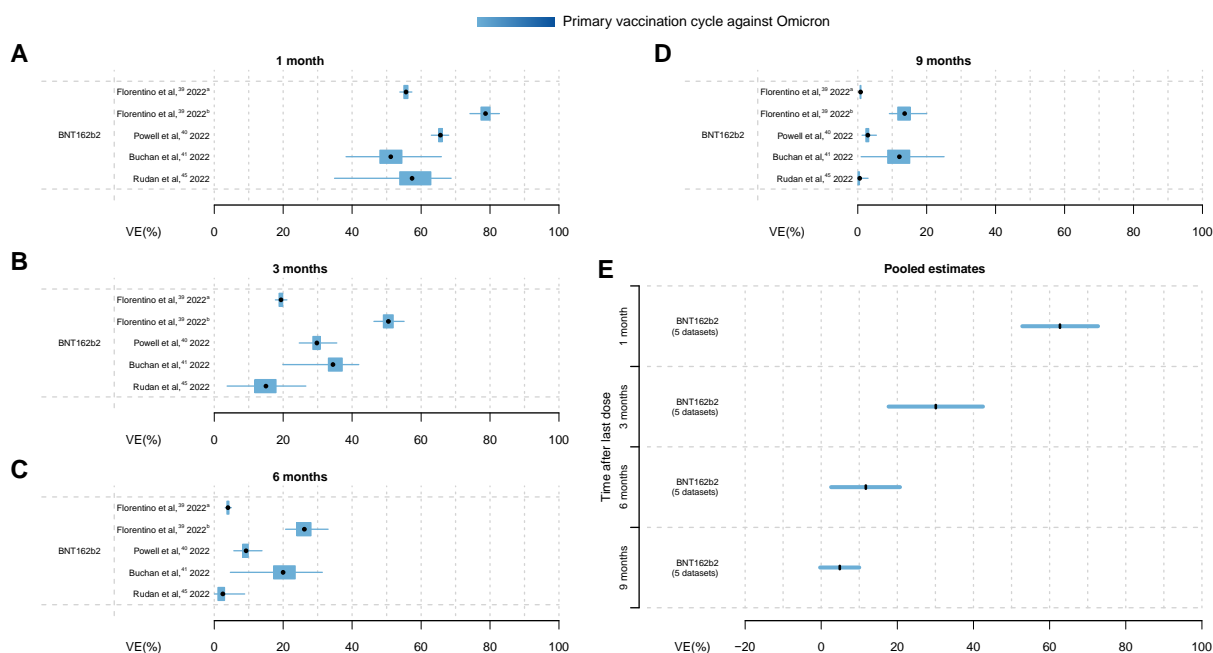 Primary vaccination cycle against Omicron
A
1 month
BNT162b2
Florentino et al,³⁹ 2022ᵃ
Florentino et al,³⁹ 2022ᵇ
Powell et al,⁴⁰ 2022
Buchan et al,⁴¹ 2022
Rudan et al,⁴⁵ 2022
VE(%)
0 20 40 60 80 100
B
3 months
BNT162b2
Florentino et al,³⁹ 2022ᵃ
Florentino et al,³⁹ 2022ᵇ
Powell et al,⁴⁰ 2022
Buchan et al,⁴¹ 2022
Rudan et al,⁴⁵ 2022
VE(%)
0 20 40 60 80 100
C
6 months
BNT162b2
Florentino et al,³⁹ 2022ᵃ
Florentino et al,³⁹ 2022ᵇ
Powell et al,⁴⁰ 2022
Buchan et al,⁴¹ 2022
Rudan et al,⁴⁵ 2022
VE(%)
0 20 40 60 80 100
D
9 months
BNT162b2
Florentino et al,³⁹ 2022ᵃ
Florentino et al,³⁹ 2022ᵇ
Powell et al,⁴⁰ 2022
Buchan et al,⁴¹ 2022
Rudan et al,⁴⁵ 2022
VE(%)
0 20 40 60 80 100
E
Pooled estimates
Time after last dose
1 month
BNT162b2
(5 datasets)
3 months
BNT162b2
(5 datasets)
6 months
BNT162b2
(5 datasets)
9 months
BNT162b2
(5 datasets)
VE(%)
−20 0 20 40 60 80 100